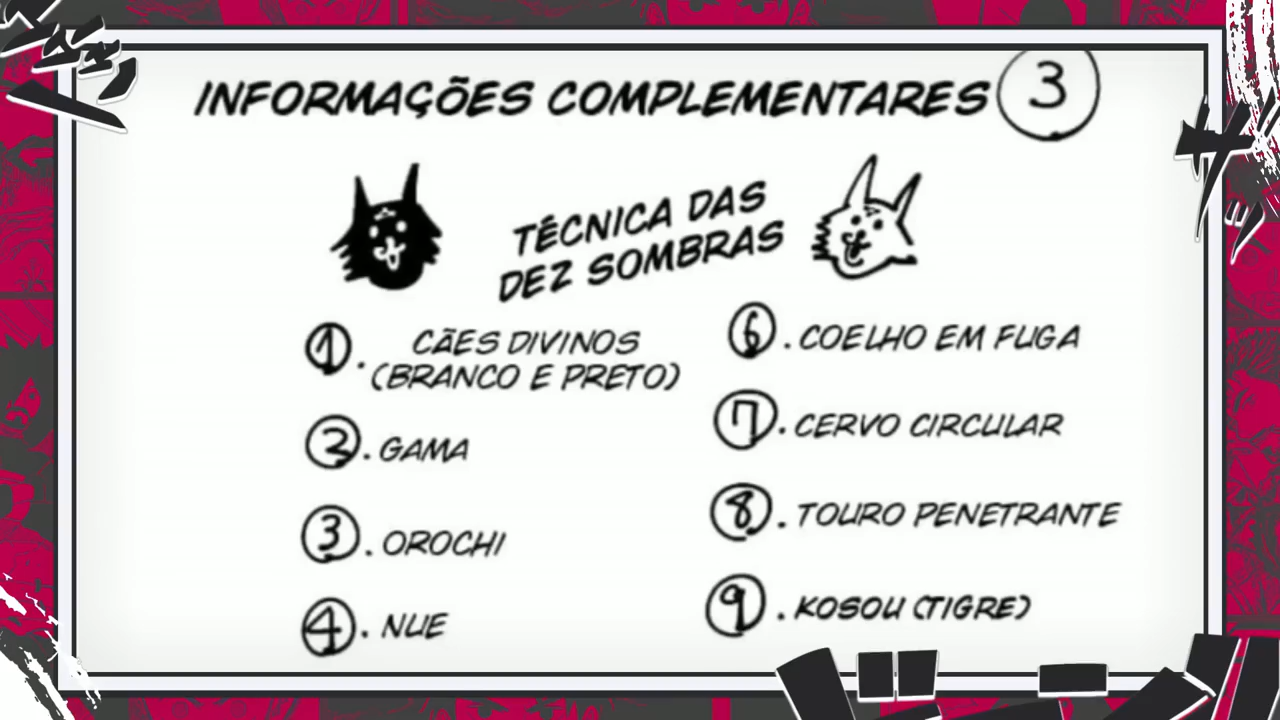 INFORMAÇÕES COMPLEMENTARES 3
TÉCNICA DAS
DEZ SOMBRAS
1. CÃES DIVINOS
(BRANCO E PRETO)
2. GAMA
3. OROCHI
4. NUE
6. COELHO EM FUGA
7. CERVO CIRCULAR
8. TOURO PENETRANTE
9. KOSOU (TIGRE)